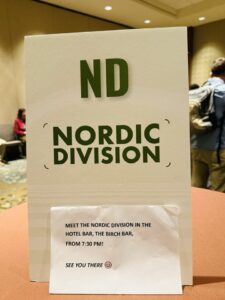 ND
NORDIC
DIVISION
MEET THE NORDIC DIVISION IN THE
HOTEL BAR, THE BIRCH BAR,
FROM 7:30 PM!
SEE YOU THERE 😊